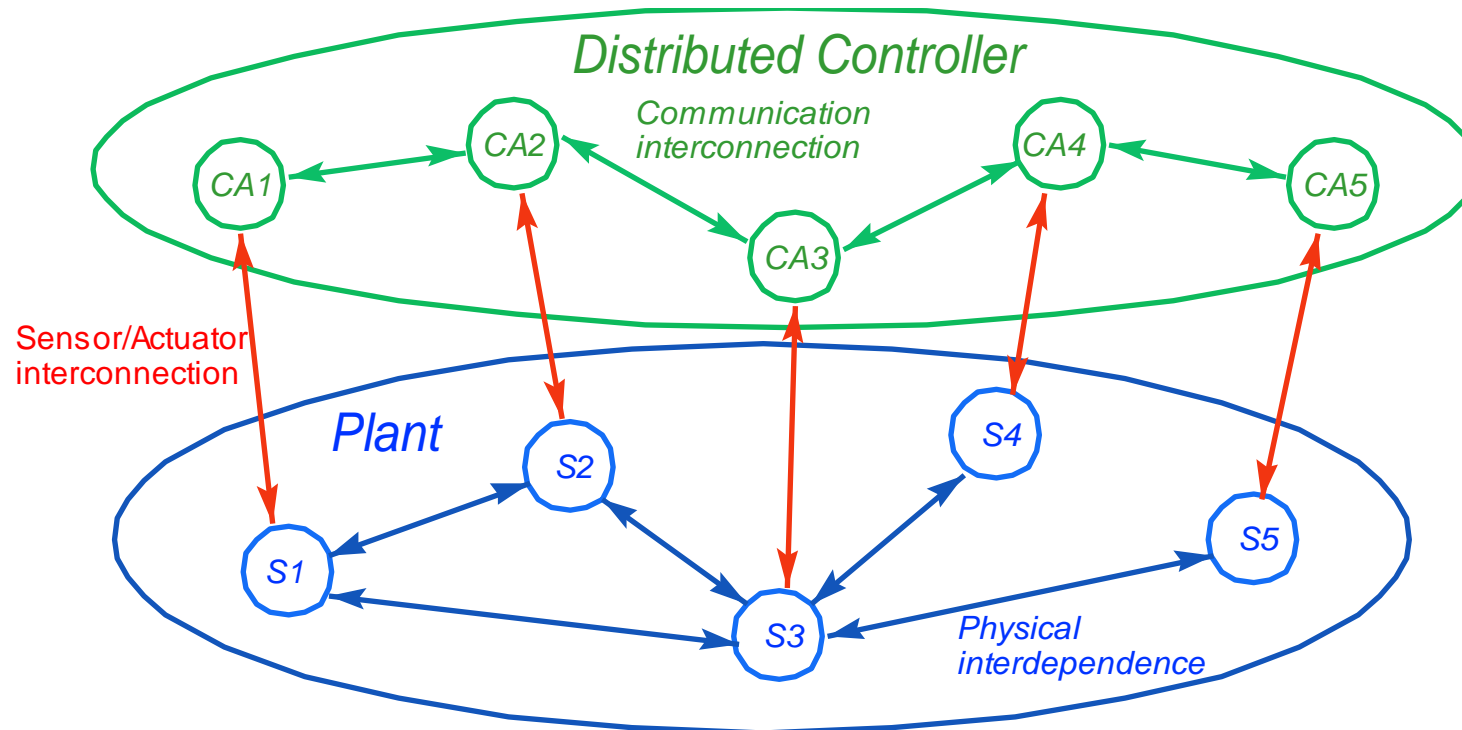 Distributed Controller
Communication
interconnection
CA1
CA2
CA3
CA4
CA5
Sensor/Actuator
interconnection
Plant
S1
S2
S3
S4
S5
Physical
interdependence